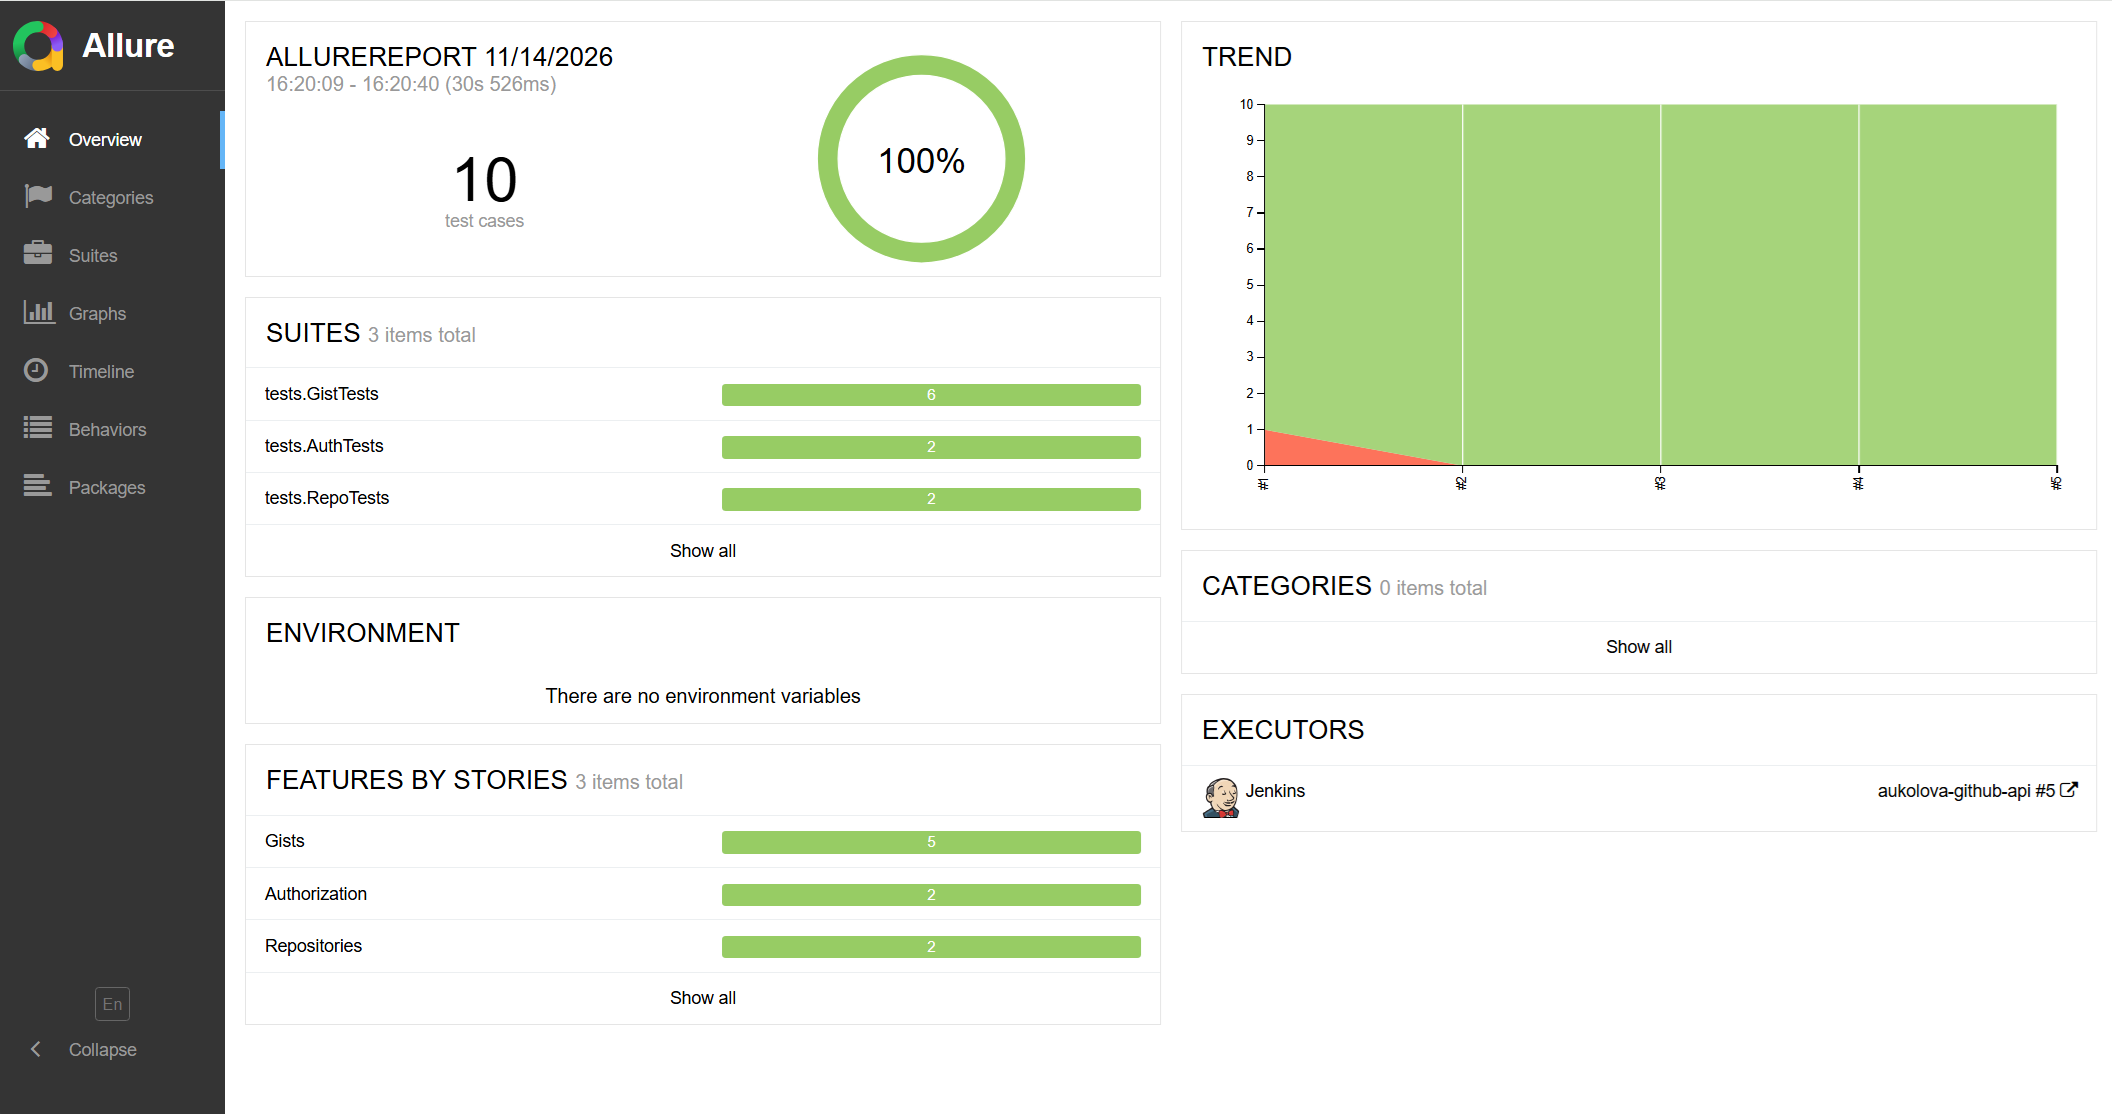 Allure
Overview
Categories
Suites
Graphs
Timeline
Behaviors
Packages
En
Collapse
ALLUREREPORT 11/14/2026
16:20:09 - 16:20:40 (30s 526ms)
10
test cases
100%
SUITES 3 items total
tests.GistTests 6
tests.AuthTests 2
tests.RepoTests 2
Show all
ENVIRONMENT
There are no environment variables
FEATURES BY STORIES 3 items total
Gists 5
Authorization 2
Repositories 2
Show all
TREND
10
9
8
7
6
5
4
3
2
1
0
#1 #2 #3 #4 #5
CATEGORIES 0 items total
Show all
EXECUTORS
Jenkins aukolova-github-api #5